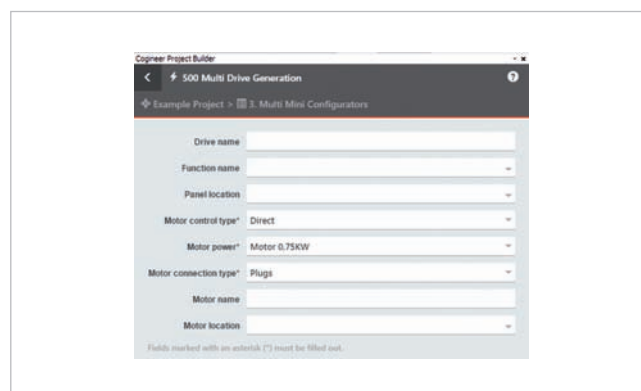 Cogineer Project Builder
500 Multi Drive Generation
Example Project > 3. Multi Mini Configurators
Drive name
Function name
Panel location
Motor control type* Direct
Motor power* Motor 0,75KW
Motor connection type* Plugs
Motor name
Motor location
Fields marked with an asterisk (*) must be filled out.